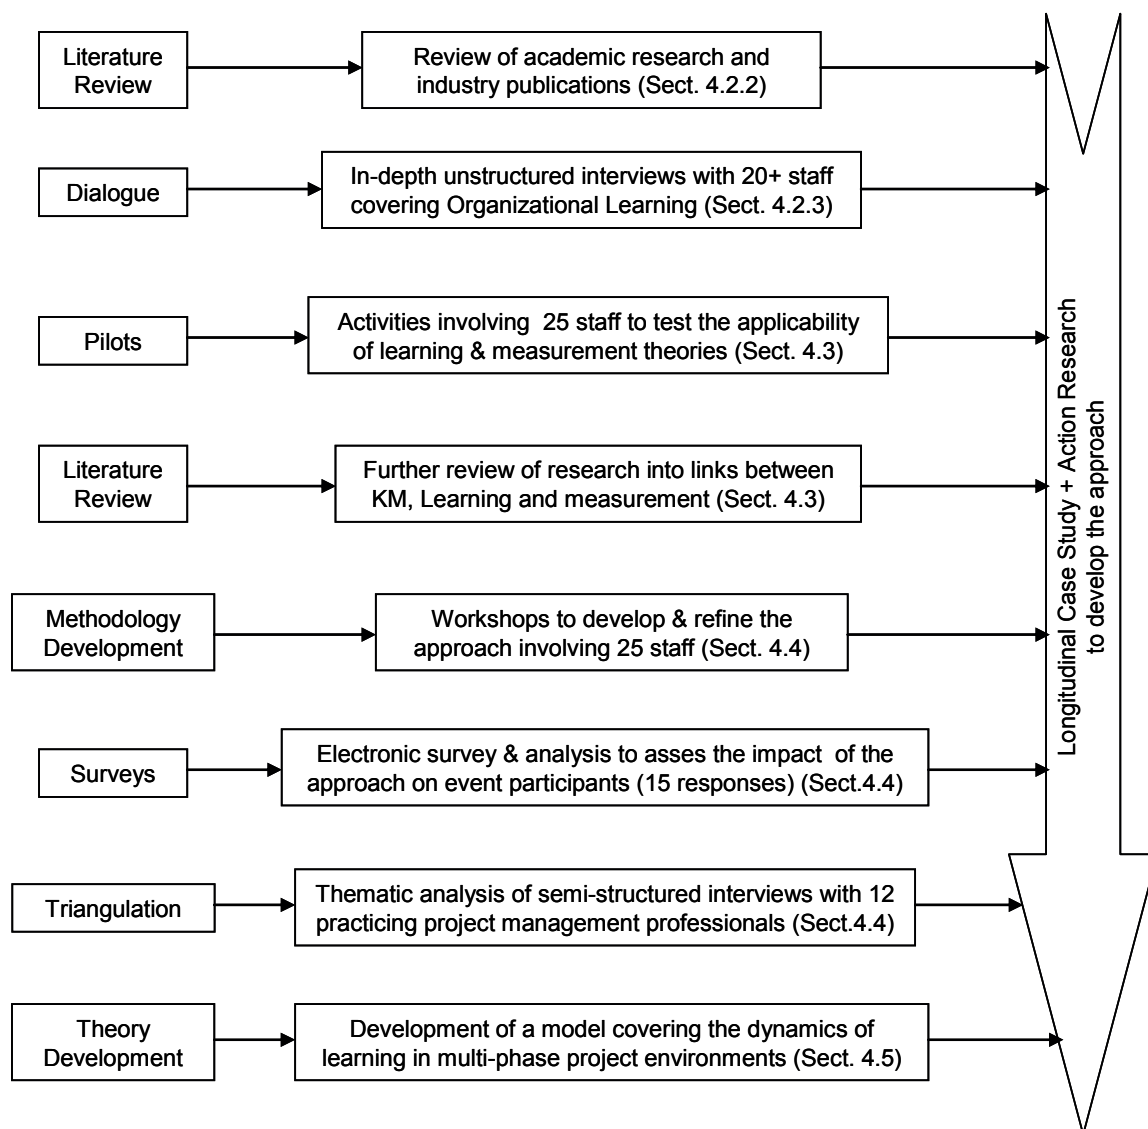 Literature
Review
Review of academic research and
industry publications (Sect. 4.2.2)
Dialogue
In-depth unstructured interviews with 20+ staff
covering Organizational Learning (Sect. 4.2.3)
Pilots
Activities involving  25 staff to test the applicability
of learning & measurement theories (Sect. 4.3)
Literature
Review
Further review of research into links between
KM, Learning and measurement (Sect. 4.3)
Methodology
Development
Workshops to develop & refine the
approach involving 25 staff (Sect. 4.4)
Surveys
Electronic survey & analysis to asses the impact  of the
approach on event participants (15 responses) (Sect.4.4)
Triangulation
Thematic analysis of semi-structured interviews with 12
practicing project management professionals (Sect.4.4)
Theory
Development
Development of a model covering the dynamics of
learning in multi-phase project environments (Sect. 4.5)
Longitudinal Case Study + Action Research
to develop the approach